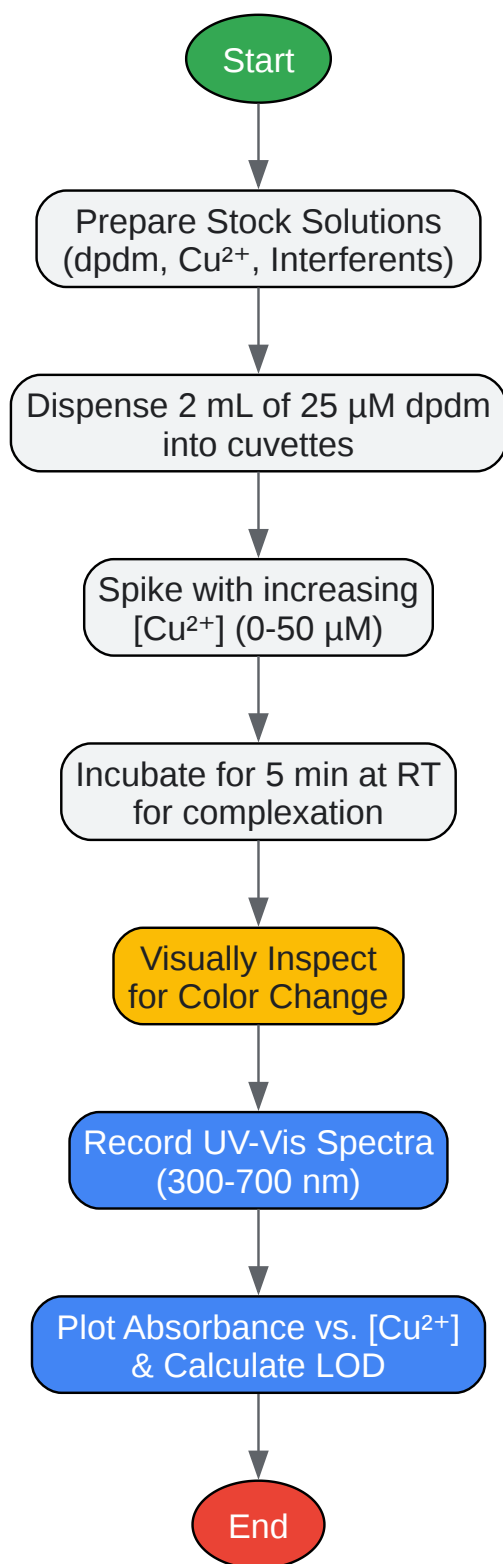 Start
Prepare Stock Solutions
(dpdm, Cu²⁺, Interferents)
Dispense 2 mL of 25 µM dpdm
into cuvettes
Spike with increasing
[Cu²⁺] (0-50 µM)
Incubate for 5 min at RT
for complexation
Visually Inspect
for Color Change
Record UV-Vis Spectra
(300-700 nm)
Plot Absorbance vs. [Cu²⁺]
& Calculate LOD
End